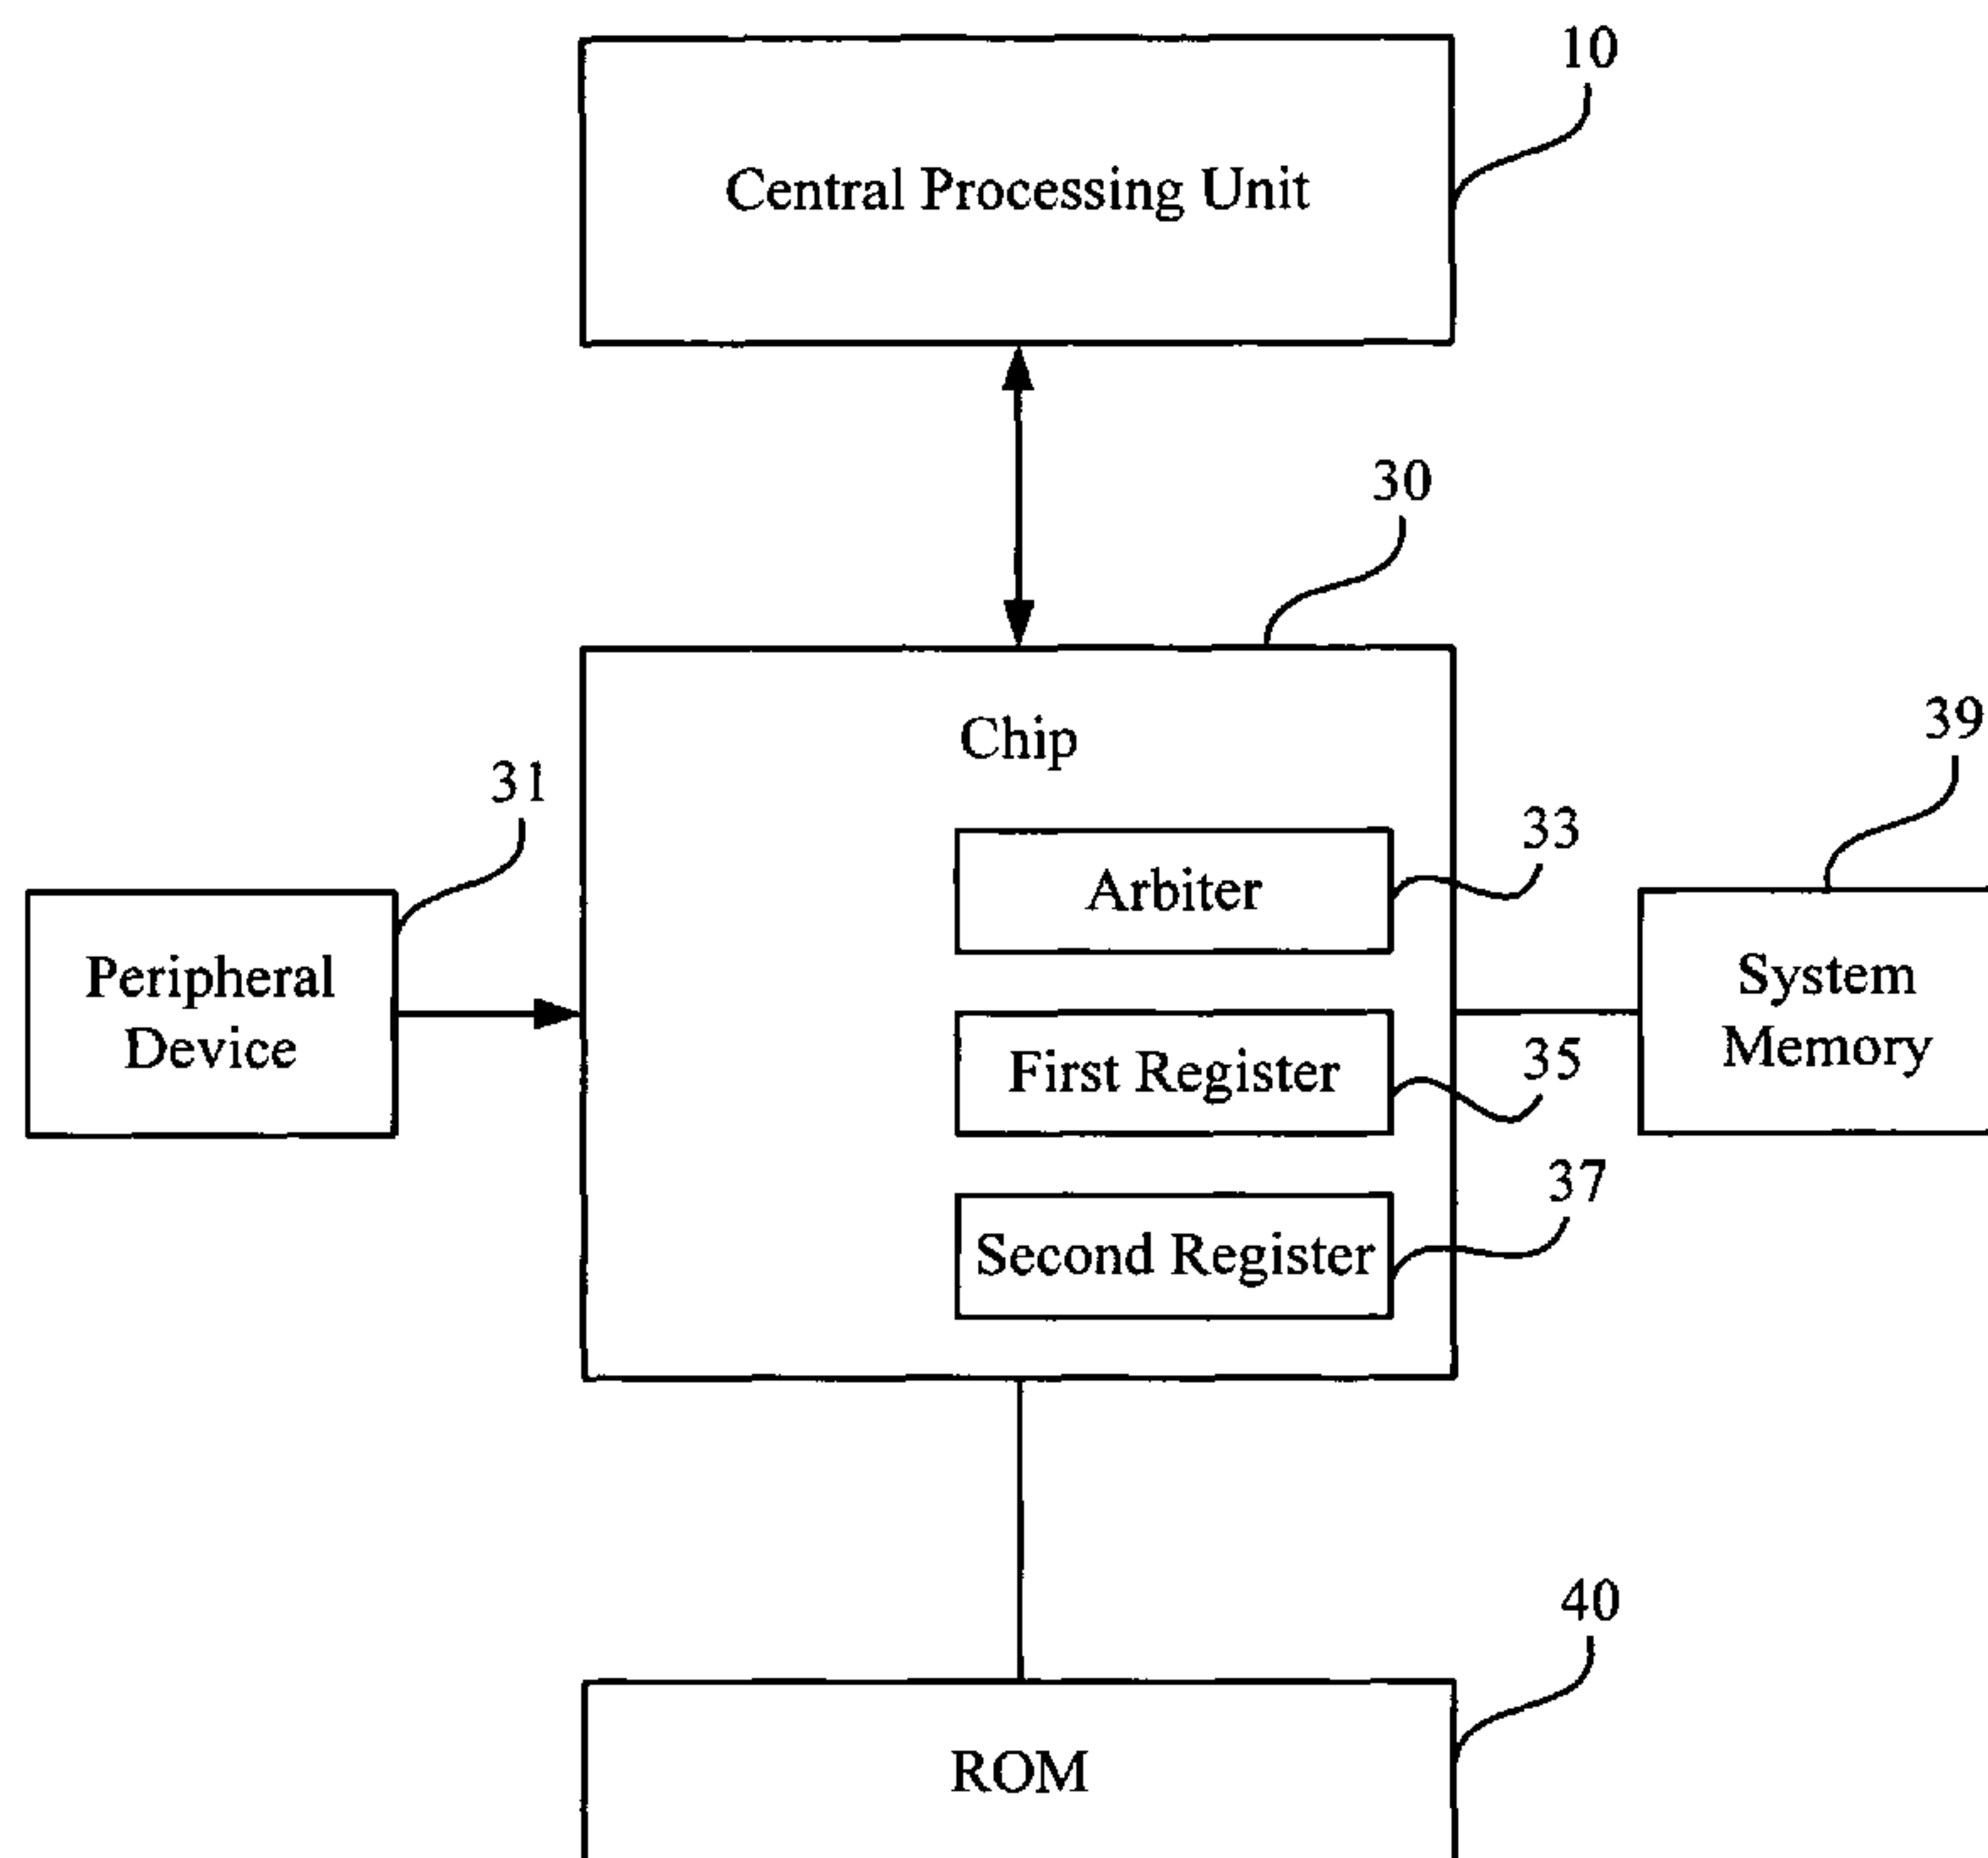 10
Central Processing Unit
30
Chip
39
31
33
Arbiter
Peripheral
Device
System
Memory
First Register
35
37
Second Register
40
ROM